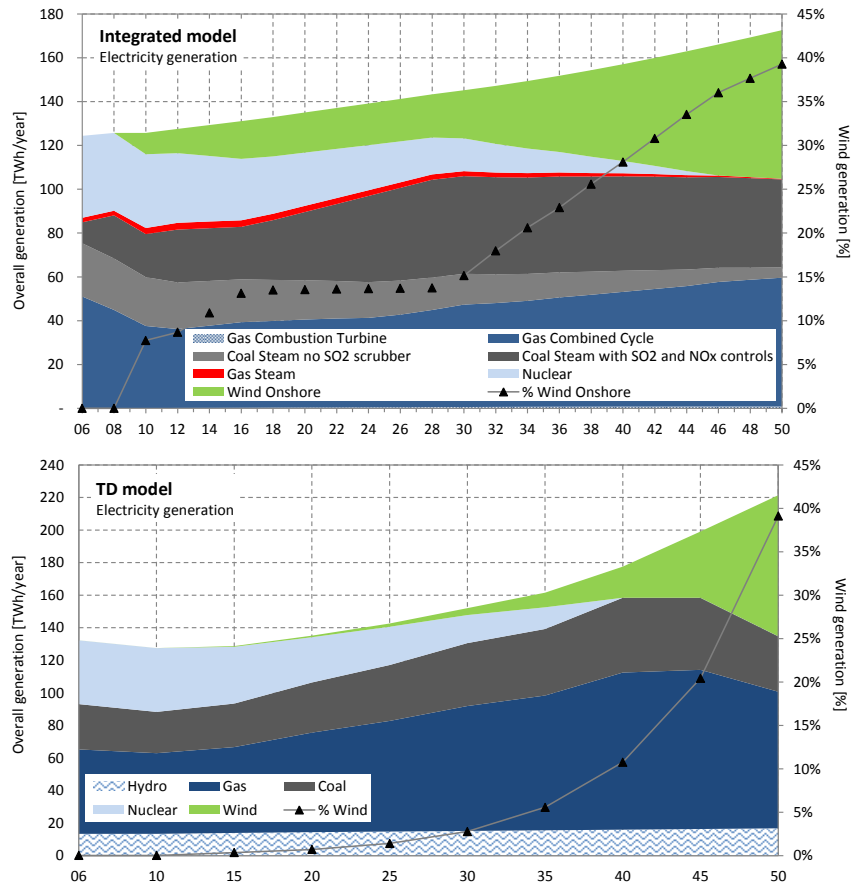 Integrated model
Electricity generation
Overall generation [TWh/year]
180
160
140
120
100
80
60
40
20
-
45%
40%
35%
30%
25%
20%
15%
10%
5%
0%
Wind generation [%]
Gas Combustion Turbine Gas Combined Cycle
Coal Steam no SO2 scrubber Coal Steam with SO2 and NOx controls
Gas Steam Nuclear
Wind Onshore % Wind Onshore
06 08 10 12 14 16 18 20 22 24 26 28 30 32 34 36 38 40 42 44 46 48 50
TD model
Electricity generation
Overall generation [TWh/year]
240
220
200
180
160
140
120
100
80
60
40
20
0
45%
40%
35%
30%
25%
20%
15%
10%
5%
0%
Wind generation [%]
Hydro Gas Coal
Nuclear Wind % Wind
06 10 15 20 25 30 35 40 45 50